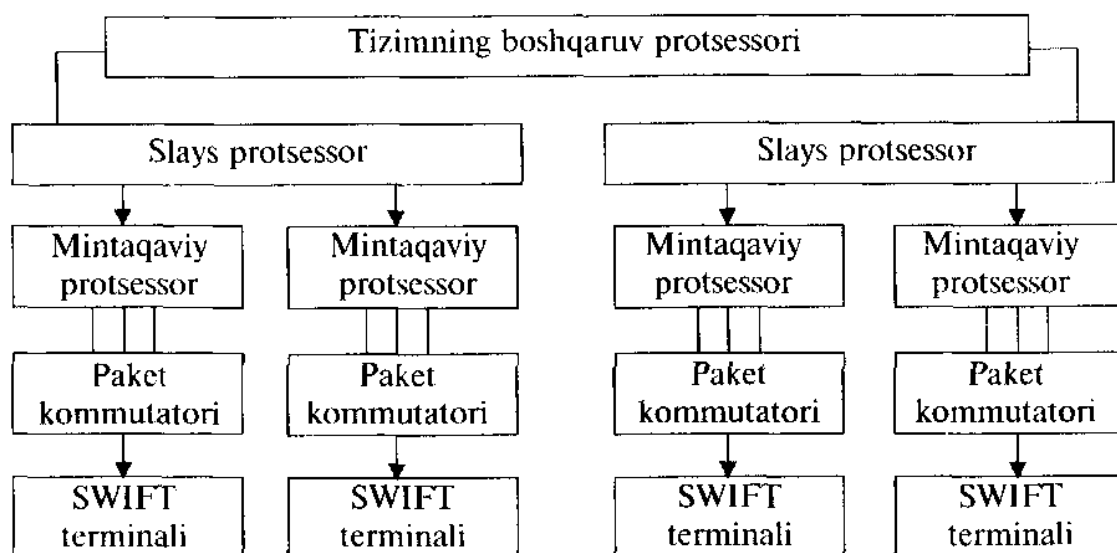 Tizimning boshqaruv protsessori
Slays protsessor
Slays protsessor
Mintaqaviy
protsessor
Mintaqaviy
protsessor
Mintaqaviy
protsessor
Mintaqaviy
protsessor
Paket
kommutatori
Paket
kommutatori
Paket
kommutatori
Paket
kommutatori
SWIFT
terminali
SWIFT
terminali
SWIFT
terminali
SWIFT
terminali